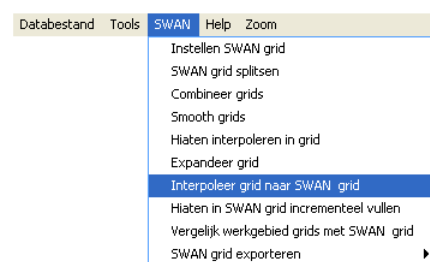 Databestand Tools SWAN Help Zoom
Instellen SWAN grid
SWAN grid splitsen
Combineer grids
Smooth grids
Hiaten interpoleren in grid
Expandeer grid
Interpoleer grid naar SWAN  grid
Hiaten in SWAN grid incrementeel vullen
Vergelijk werkgebied grids met SWAN  grid
SWAN grid exporteren